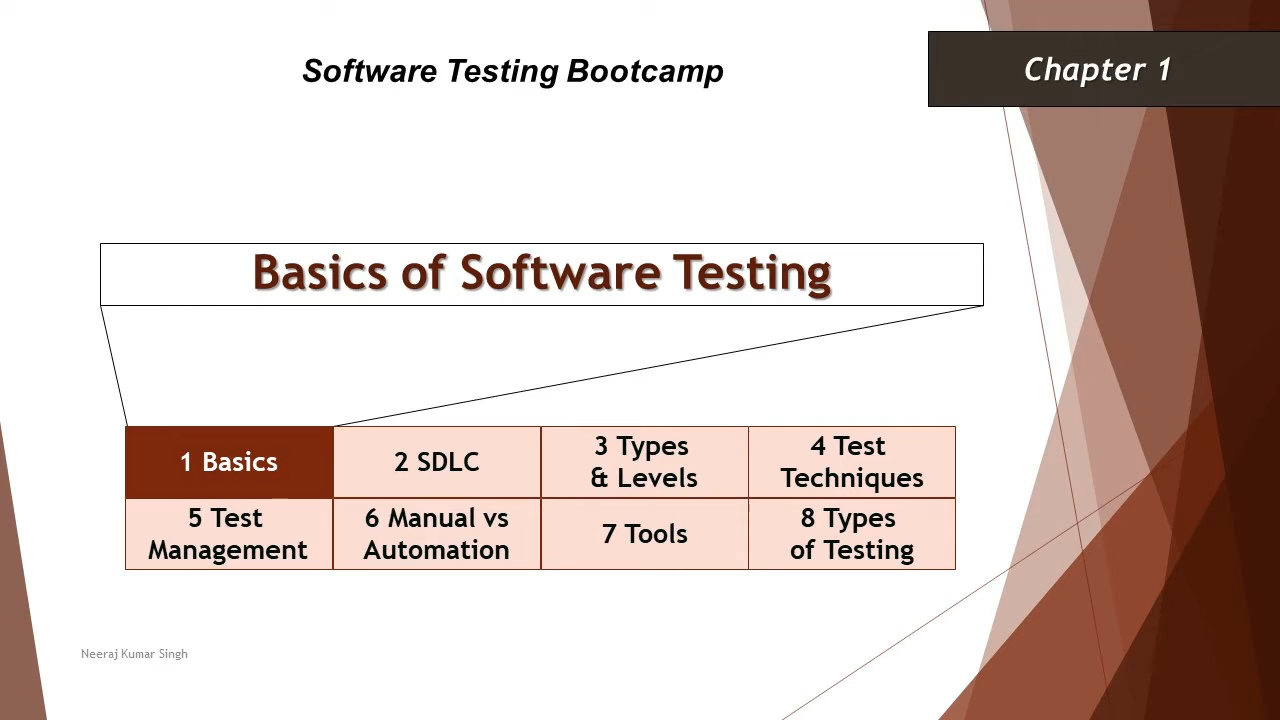 Software Testing Bootcamp
Chapter 1
Basics of Software Testing
1 Basics
2 SDLC
3 Types
& Levels
4 Test
Techniques
5 Test
Management
6 Manual vs
Automation
7 Tools
8 Types
of Testing
Neeraj Kumar Singh